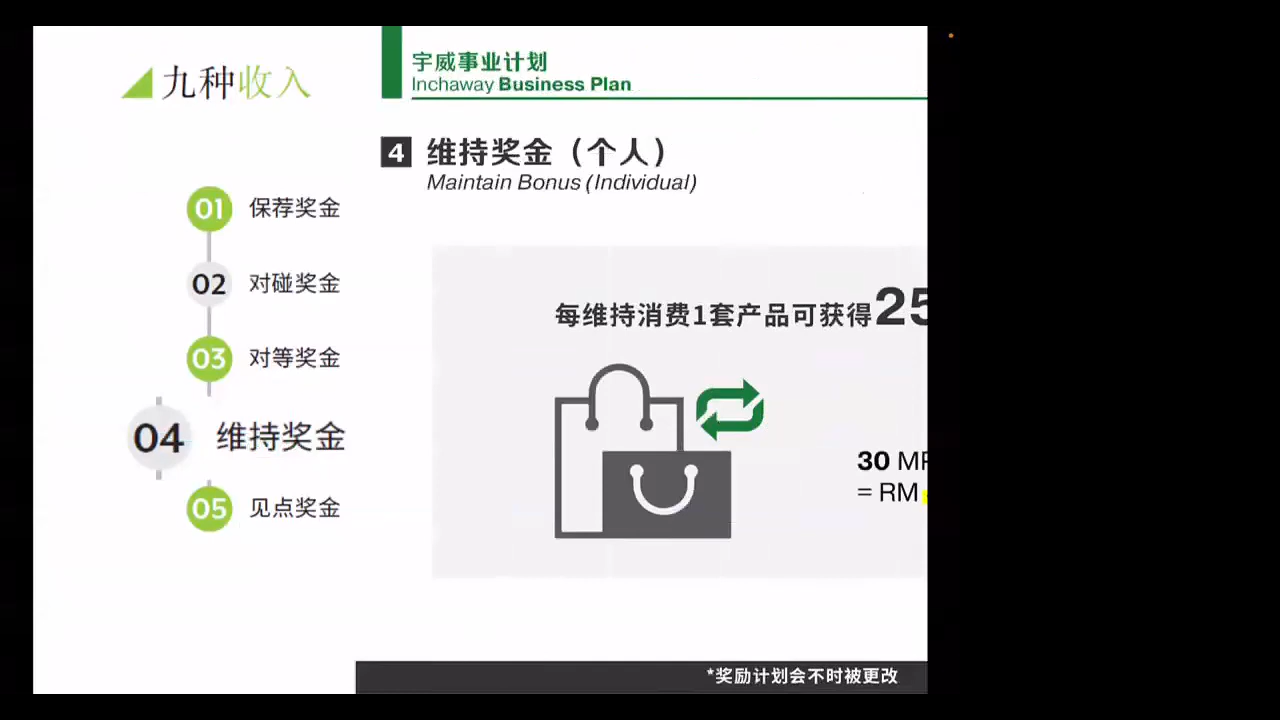 九种收入
01 保荐奖金
02 对碰奖金
03 对等奖金
04 维持奖金
05 见点奖金
宇威事业计划
Inchaway Business Plan
4 维持奖金（个人）
Maintain Bonus (Individual)
每维持消费1套产品可获得25
30
= RM
*奖励计划会不时被更改